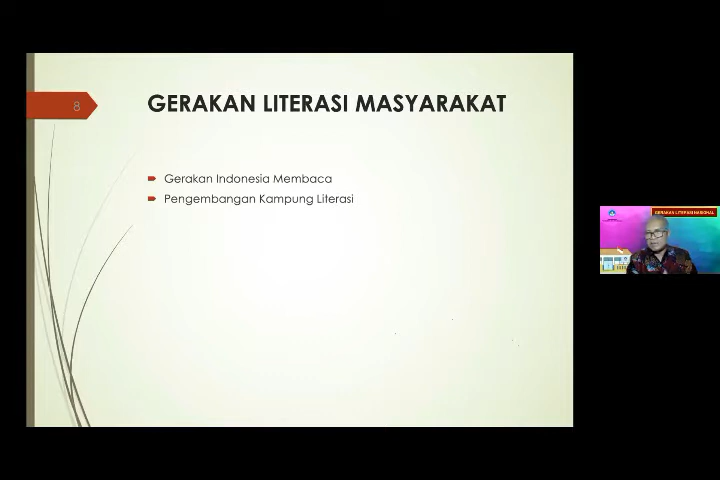 8
GERAKAN LITERASI MASYARAKAT
Gerakan Indonesia Membaca
Pengembangan Kampung Literasi
GERAKAN LITERASI NASIONAL